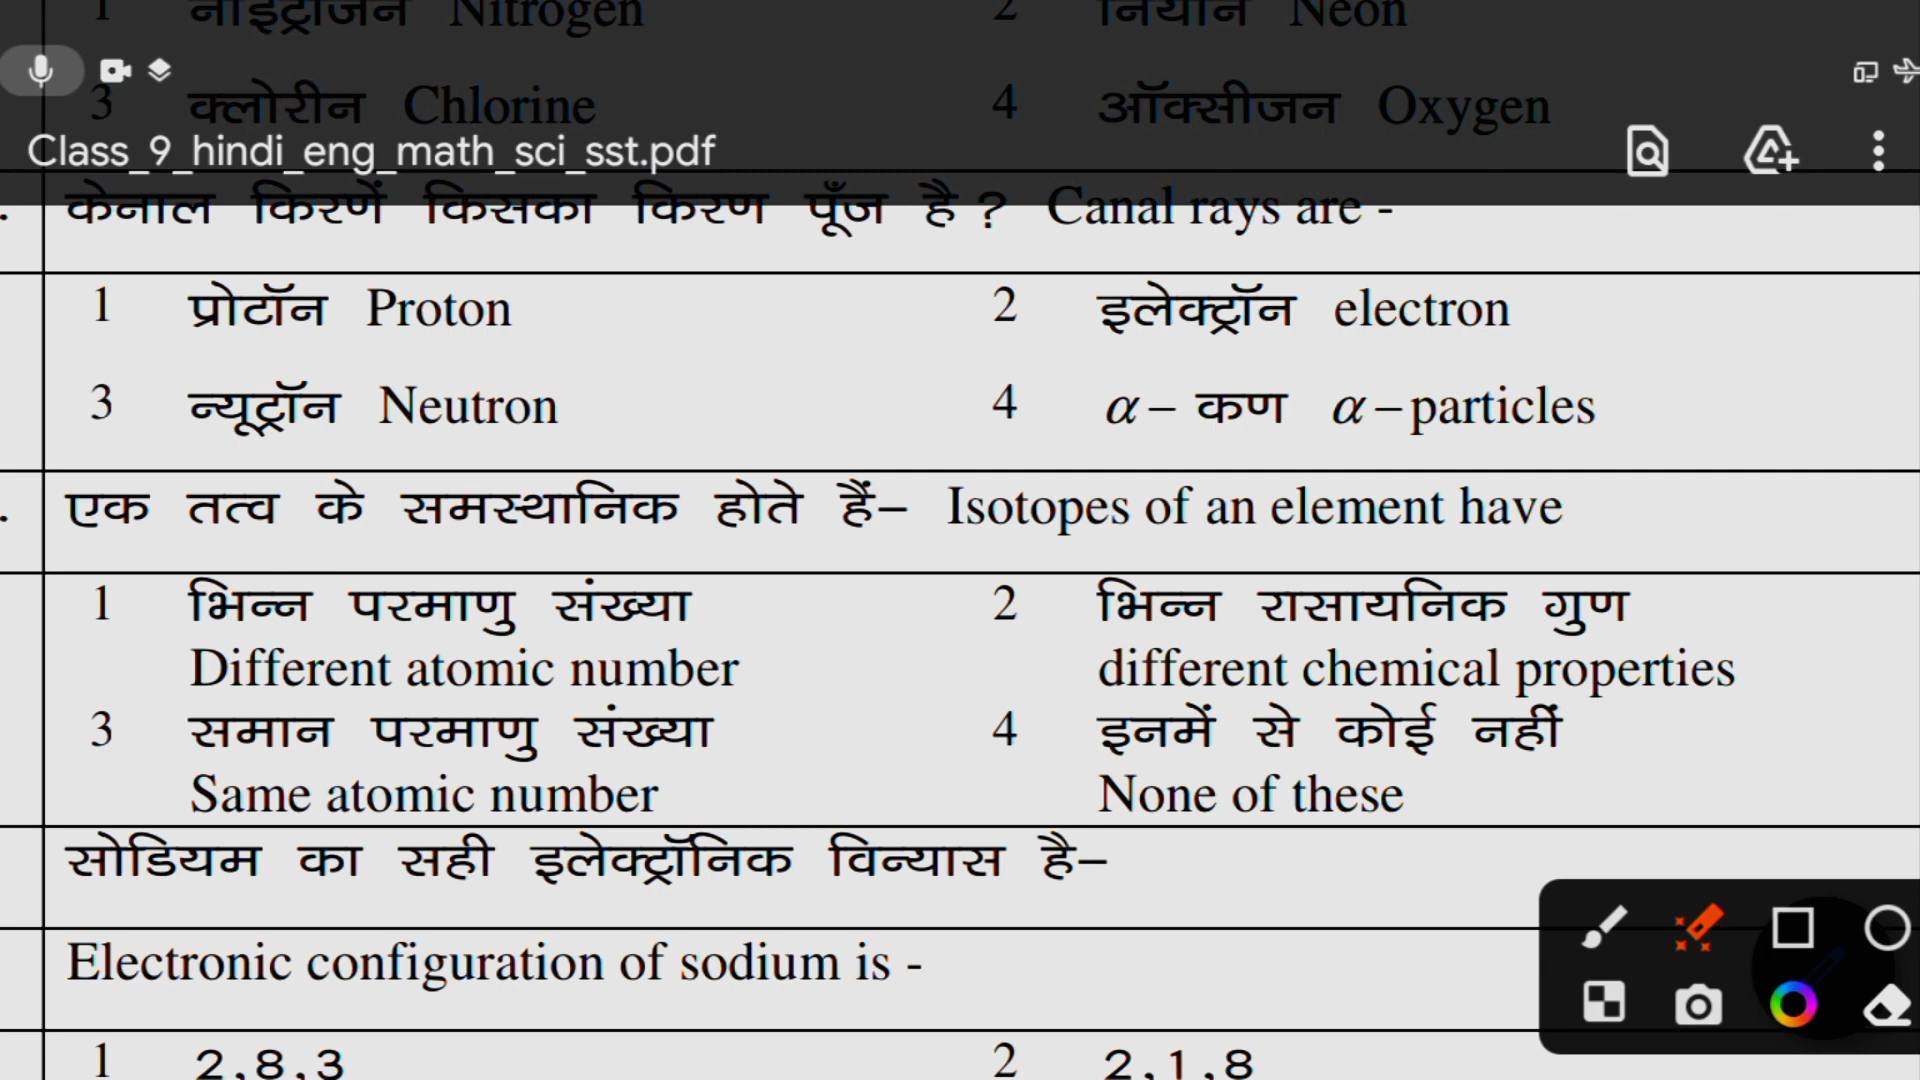 1 नाइट्रोजन Nitrogen 2 नियॉन Neon
3 क्लोरीन Chlorine 4 ऑक्सीजन Oxygen
Class_9_hindi_eng_math_sci_sst.pdf
. केनाल किरणें किसका किरण पूँज है ? Canal rays are -
1 प्रोटॉन Proton 2 इलेक्ट्रॉन electron
3 न्यूट्रॉन Neutron 4 α – कण α – particles
. एक तत्व के समस्थानिक होते हैं– Isotopes of an element have
1 भिन्न परमाणु संख्या 2 भिन्न रासायनिक गुण
Different atomic number different chemical properties
3 समान परमाणु संख्या 4 इनमें से कोई नहीं
Same atomic number None of these
सोडियम का सही इलेक्ट्रॉनिक विन्यास है–
Electronic configuration of sodium is -
1 2,8,3 2 2,1,8